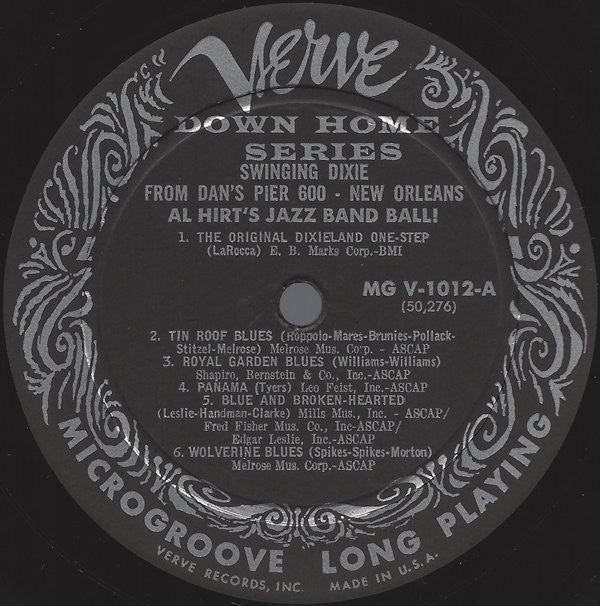 Verve
DOWN HOME
SERIES
SWINGING DIXIE
FROM DAN'S PIER 600 - NEW ORLEANS
AL HIRT'S JAZZ BAND BALL!
1. THE ORIGINAL DIXIELAND ONE-STEP
(LaRocca) E. B. Marks Corp.-BMI
MG V-1012-A
(50,276)
2. TIN ROOF BLUES (Roppolo-Mares-Brunies-Pollack-
Stitzel-Melrose) Melrose Mus. Corp. - ASCAP
3. ROYAL GARDEN BLUES (Williams-Williams)
Shapiro, Bernstein & Co., Inc.-ASCAP
4. PANAMA (Tyers) Leo Feist, Inc.-ASCAP
5. BLUE AND BROKEN-HEARTED
(Leslie-Handman-Clarke) Mills Mus., Inc. - ASCAP/
Fred Fisher Mus. Co., Inc-ASCAP/
Edgar Leslie, Inc.-ASCAP
6. WOLVERINE BLUES (Spikes-Spikes-Morton)
Melrose Mus. Corp.-ASCAP
MICROGROOVE LONG PLAYING
VERVE RECORDS, INC. MADE IN U.S.A.